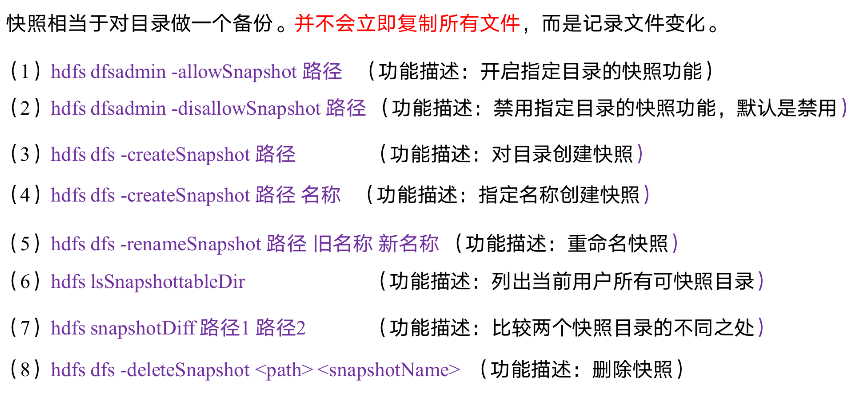 快照相当于对目录做一个备份。并不会立即复制所有文件，而是记录文件变化。
（1）hdfs dfsadmin -allowSnapshot 路径 （功能描述：开启指定目录的快照功能）
（2）hdfs dfsadmin -disallowSnapshot 路径 （功能描述：禁用指定目录的快照功能，默认是禁用）
（3）hdfs dfs -createSnapshot 路径 （功能描述：对目录创建快照）
（4）hdfs dfs -createSnapshot 路径 名称 （功能描述：指定名称创建快照）
（5）hdfs dfs -renameSnapshot 路径 旧名称 新名称 （功能描述：重命名快照）
（6）hdfs lsSnapshottableDir （功能描述：列出当前用户所有可快照目录）
（7）hdfs snapshotDiff 路径1 路径2 （功能描述：比较两个快照目录的不同之处）
（8）hdfs dfs -deleteSnapshot <path> <snapshotName> （功能描述：删除快照）